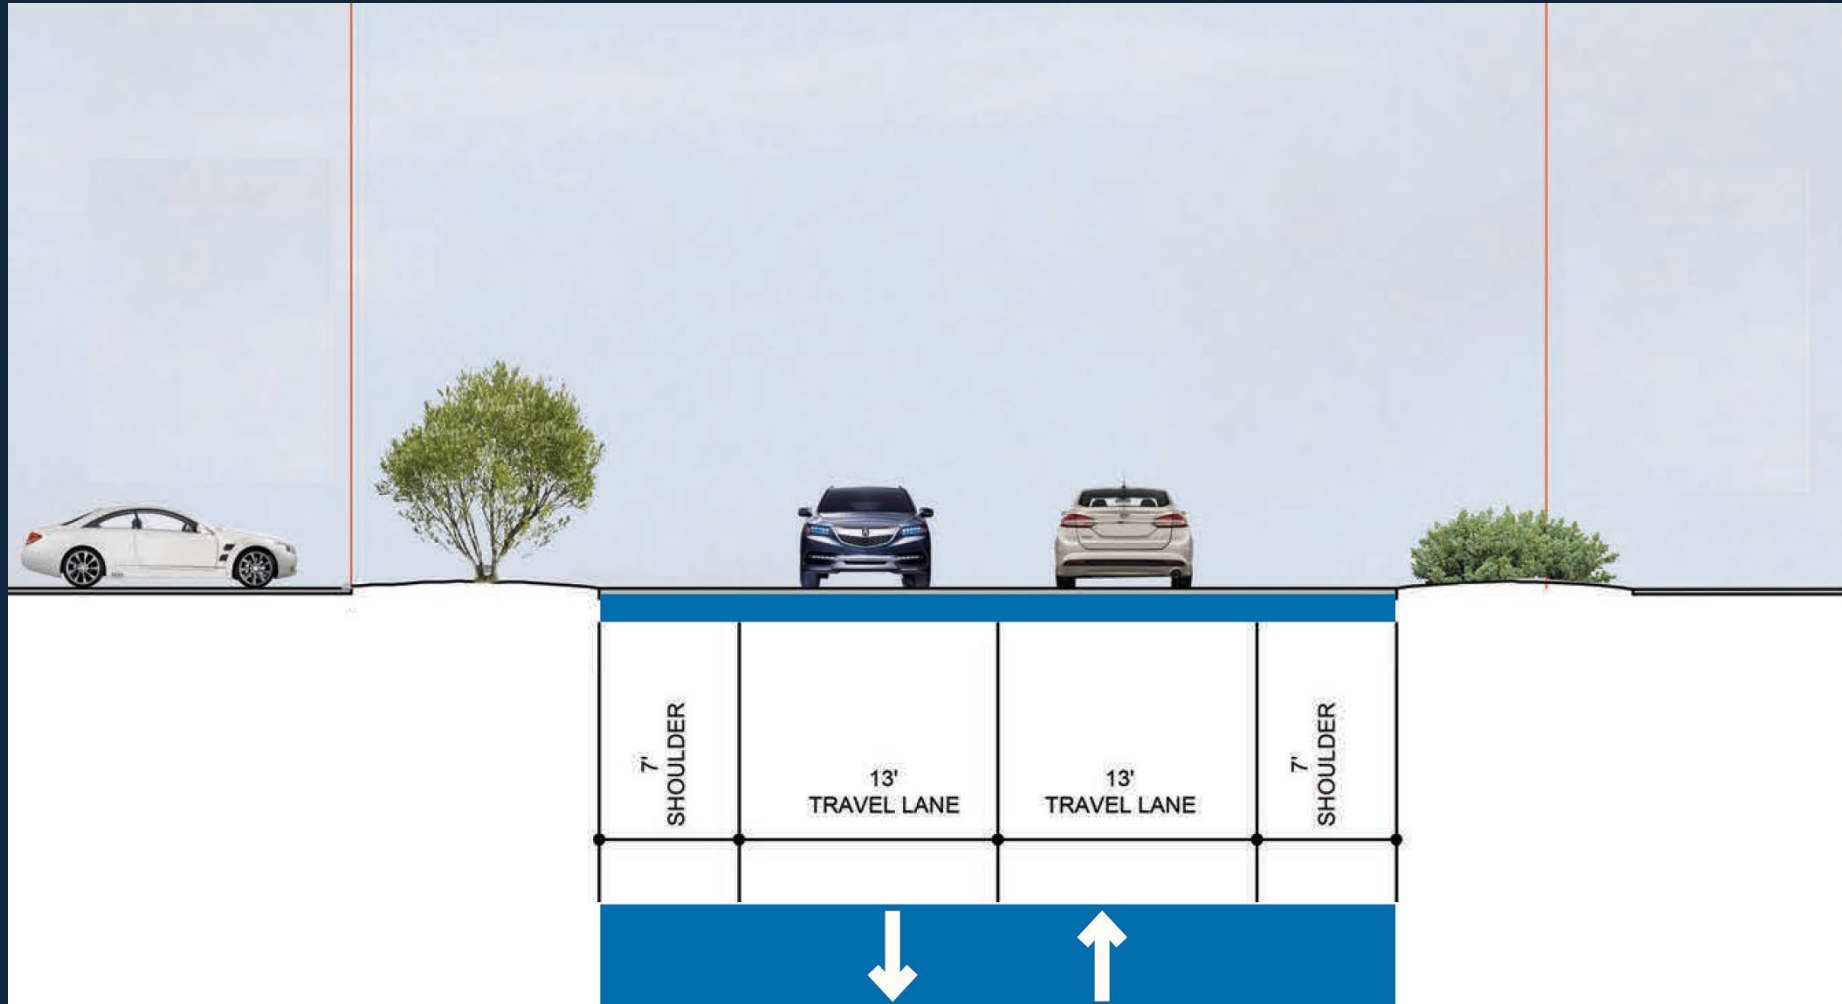 7'
SHOULDER
13'
TRAVEL LANE
13'
TRAVEL LANE
7'
SHOULDER